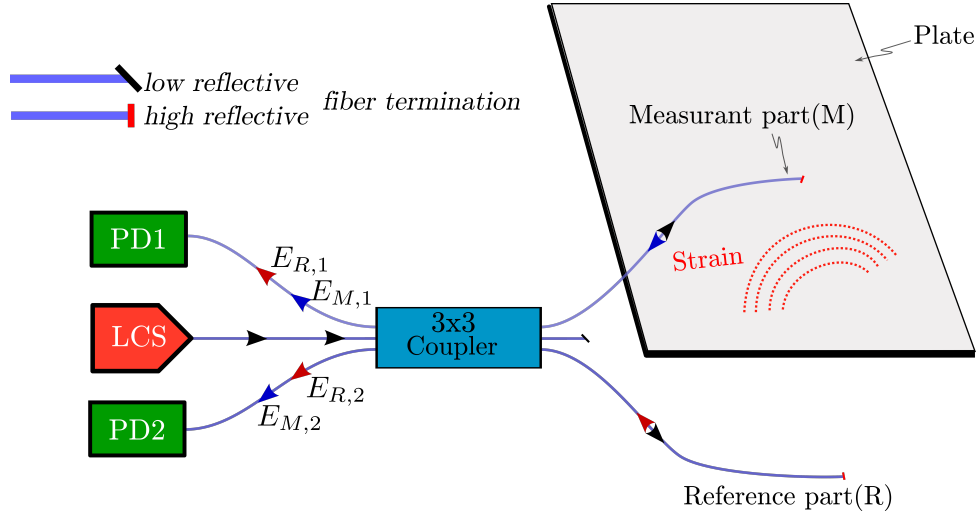 Plate
low reflective
high reflective
fiber termination
Measurant part(M)
PD1
E_{R,1}
E_{M,1}
Strain
LCS
3x3
Coupler
E_{R,2}
E_{M,2}
PD2
Reference part(R)